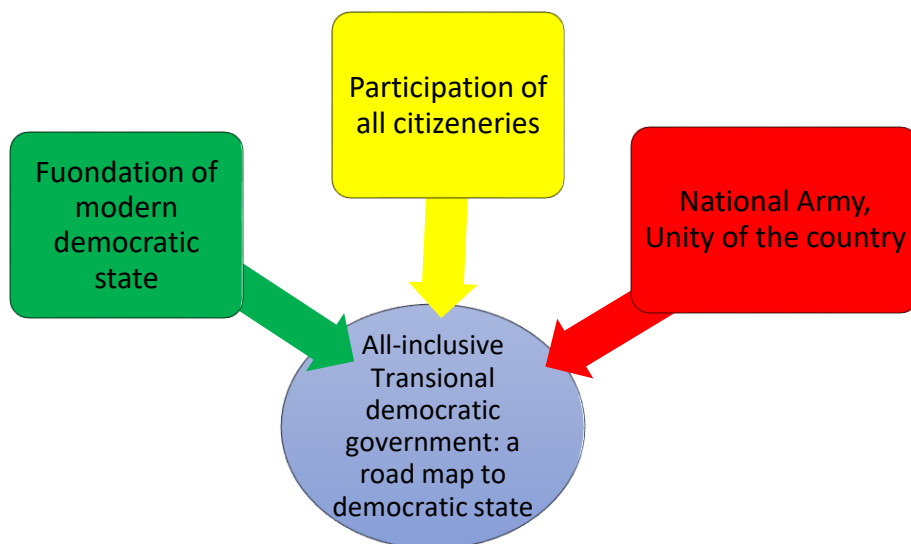 Fuondation of
modern
democratic
state
Participation of
all citizeneries
National Army,
Unity of the country
All-inclusive
Transional
democratic
government: a
road map to
democratic state